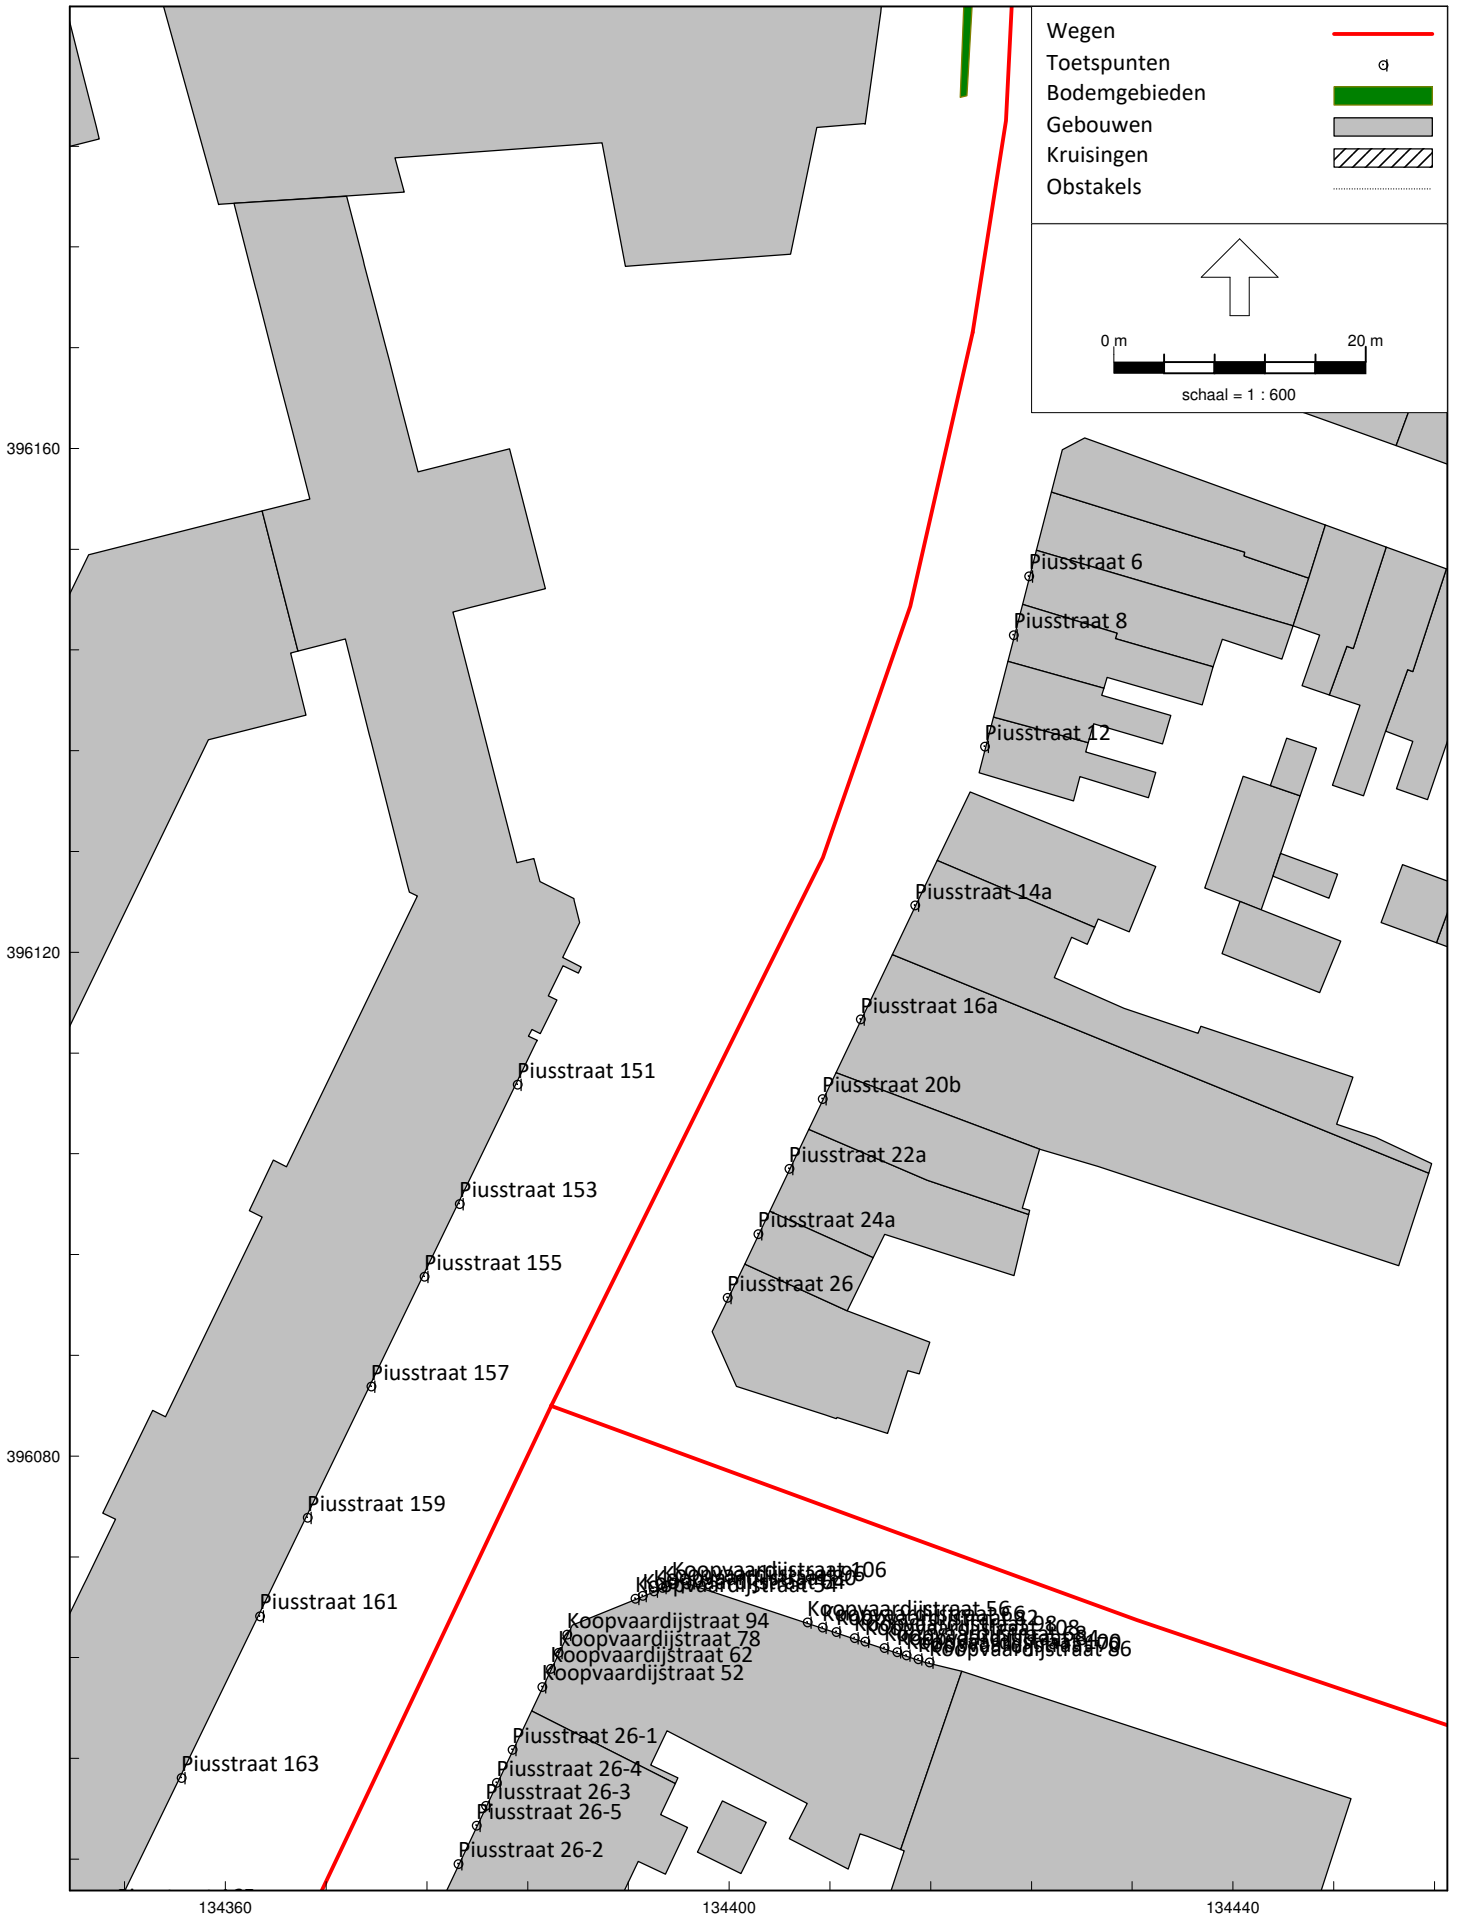 Wegen
Toetspunten
Bodemgebieden
Gebouwen
Kruisingen
Obstakels
0 m 20 m
schaal = 1 : 600
396160
Piusstraat 6
Piusstraat 8
Piusstraat 12
Piusstraat 14a
396120
Piusstraat 16a
Piusstraat 151
Piusstraat 20b
Piusstraat 22a
Piusstraat 153
Piusstraat 24a
Piusstraat 155
Piusstraat 26
Piusstraat 157
396080
Piusstraat 159
Koopvaardijstraat 106
Piusstraat 161
Koopvaardijstraat 56
Koopvaardijstraat 94
Koopvaardijstraat 78
Koopvaardijstraat 86
Koopvaardijstraat 62
Koopvaardijstraat 52
Piusstraat 26-1
Piusstraat 163
Piusstraat 26-4
Piusstraat 26-3
Piusstraat 26-5
Piusstraat 26-2
134360
134400
134440